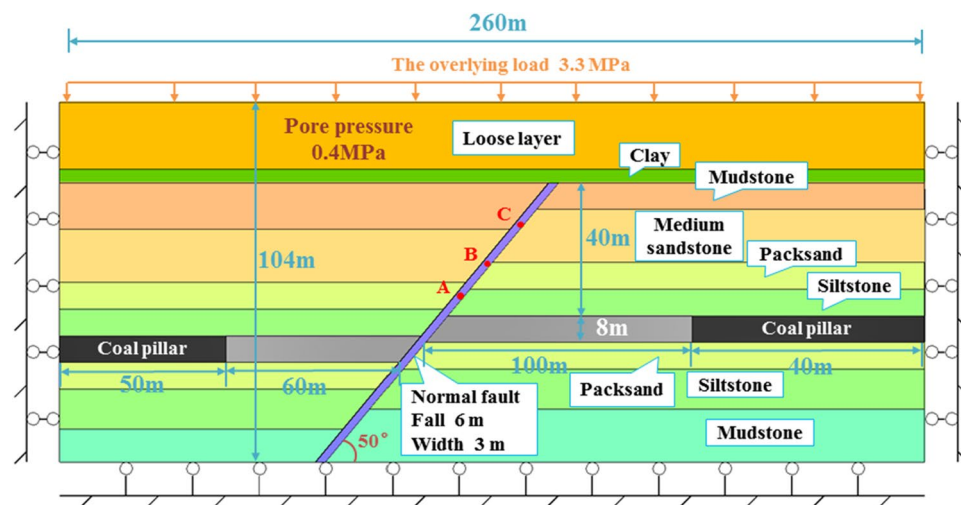 260m
The overlying load 3.3 MPa
Pore pressure
0.4MPa
Loose layer
Clay
Mudstone
C
40m
Medium
sandstone
B
Packsand
104m
A
Siltstone
8m
Coal pillar
Coal pillar
50m
60m
100m
40m
Normal fault
Fall 6 m
Width 3 m
Packsand
Siltstone
Mudstone
50°